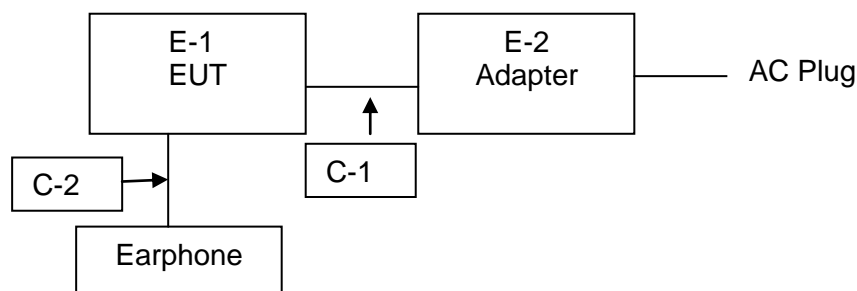 E-1
EUT
E-2
Adapter
AC Plug
C-2
C-1
Earphone